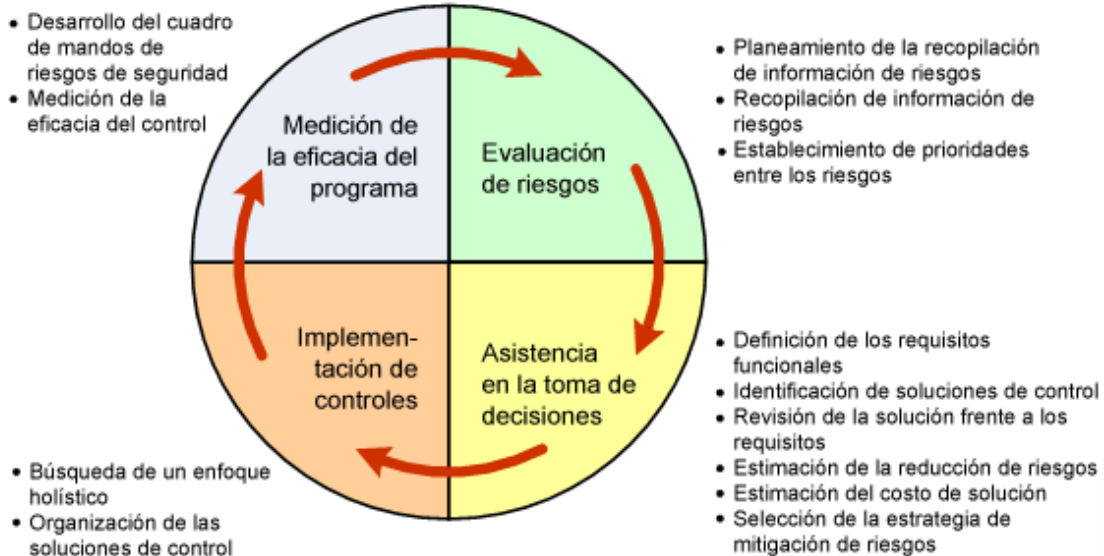 • Desarrollo del cuadro
de mandos de
riesgos de seguridad
• Medición de la
eficacia del control
Medición de
la eficacia del
programa
Evaluación
de riesgos
• Planeamiento de la recopilación
de información de riesgos
• Recopilación de información de
riesgos
• Establecimiento de prioridades
entre los riesgos
Implemen-
tación de
controles
Asistencia
en la toma de
decisiones
• Definición de los requisitos
funcionales
• Identificación de soluciones de control
• Revisión de la solución frente a los
requisitos
• Estimación de la reducción de riesgos
• Estimación del costo de solución
• Selección de la estrategia de
mitigación de riesgos
• Búsqueda de un enfoque
holístico
• Organización de las
soluciones de control